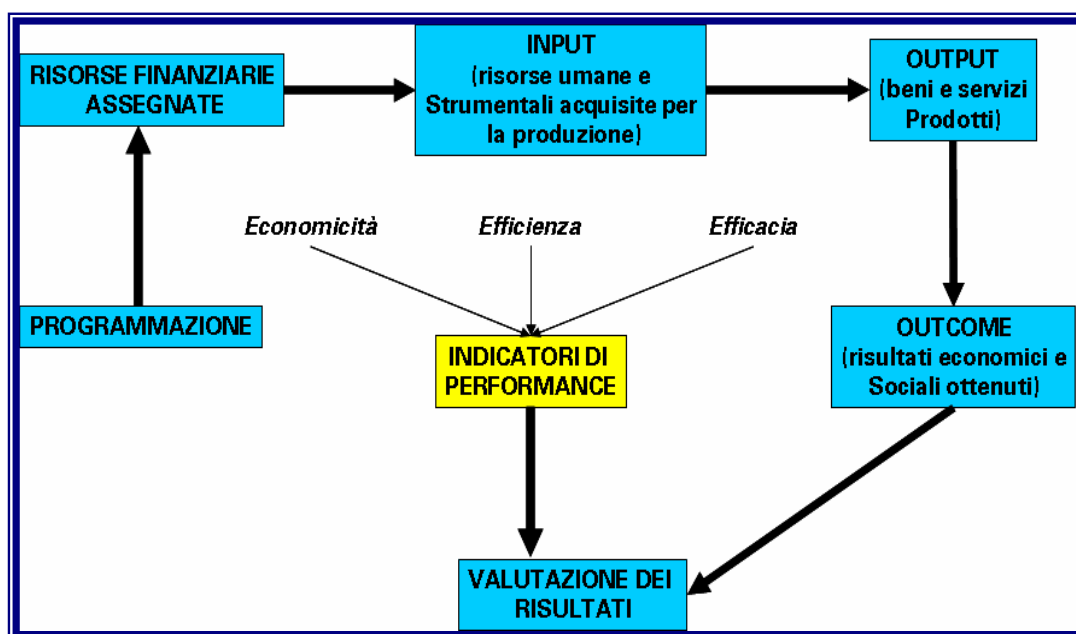 RISORSE FINANZIARIE
ASSEGNATE
INPUT
(risorse umane e
Strumentali acquisite per
la produzione)
OUTPUT
(beni e servizi
Prodotti)
Economicità
Efficienza
Efficacia
PROGRAMMAZIONE
INDICATORI DI
PERFORMANCE
OUTCOME
(risultati economici e
Sociali ottenuti)
VALUTAZIONE DEI
RISULTATI